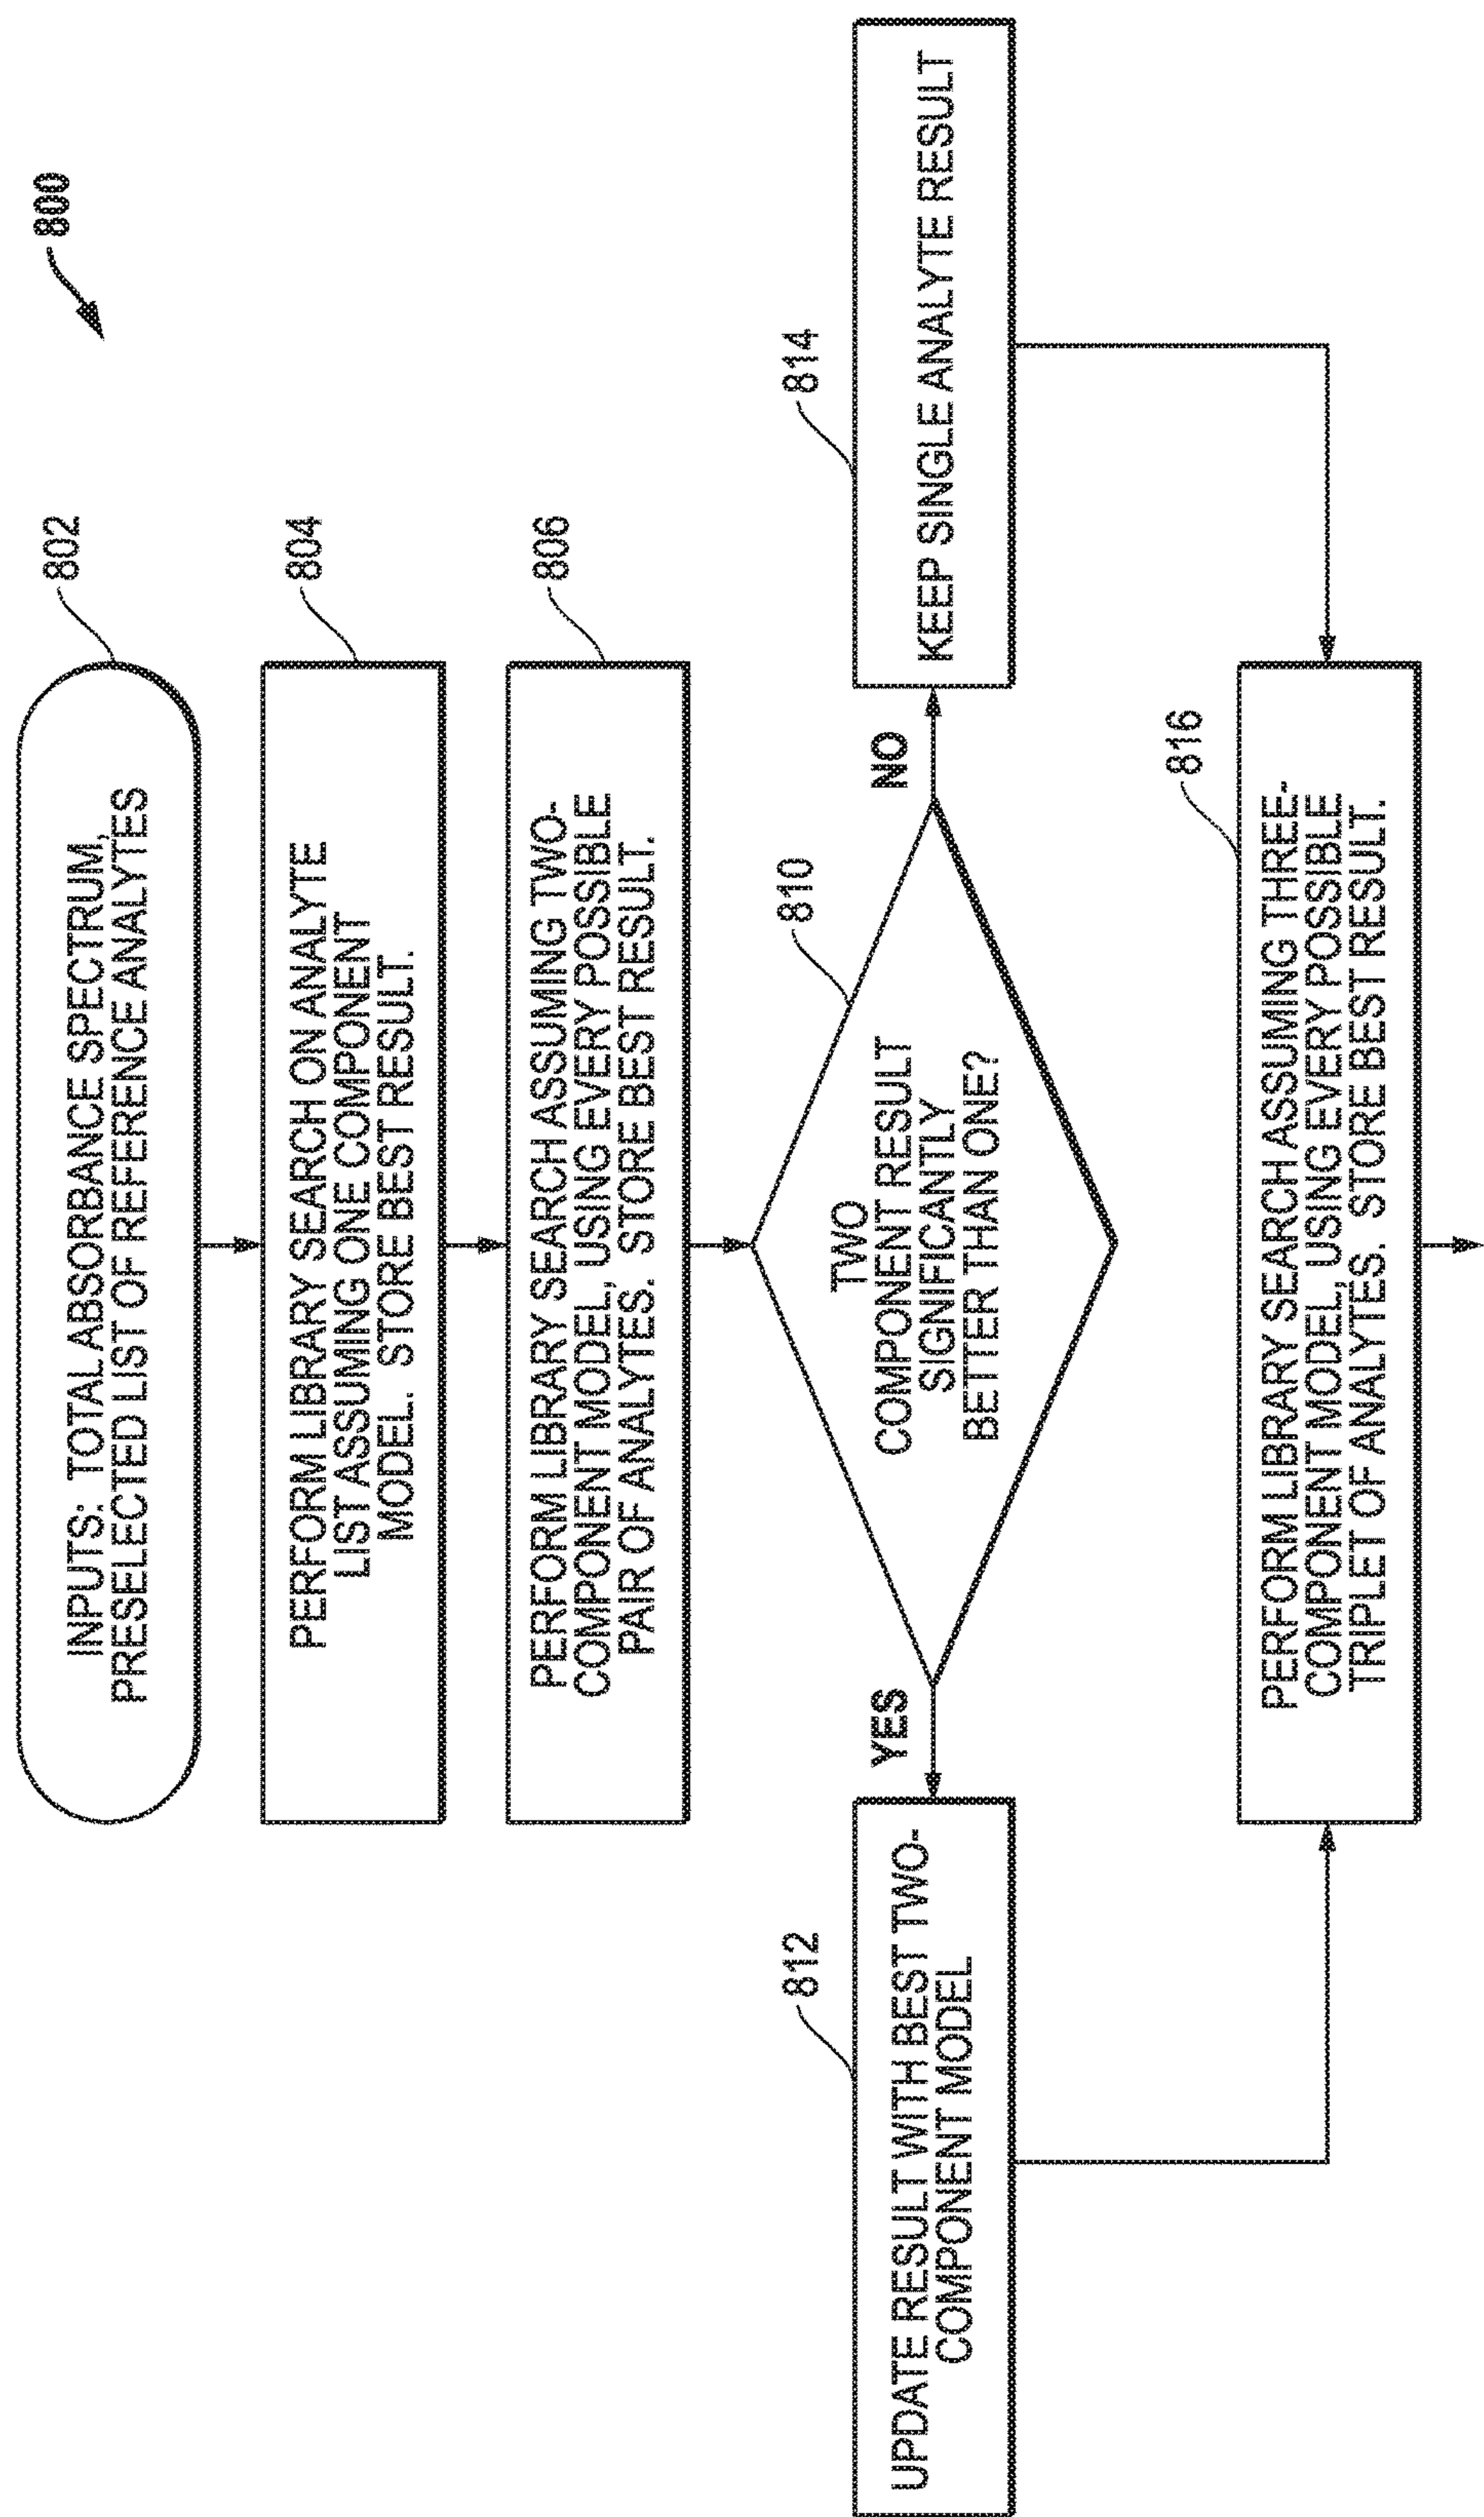 800
802
INPUTS: TOTAL ABSORBANCE SPECTRUM,
PRESELECTED LIST OF REFERENCE ANALYTES
804
PERFORM LIBRARY SEARCH ON ANALYTE
LIST ASSUMING ONE COMPONENT
MODEL. STORE BEST RESULT.
806
PERFORM LIBRARY SEARCH ASSUMING TWO-
COMPONENT MODEL, USING EVERY POSSIBLE
PAIR OF ANALYTES. STORE BEST RESULT.
810
TWO
COMPONENT RESULT
SIGNIFICANTLY
BETTER THAN ONE?
YES
NO
812
UPDATE RESULT WITH BEST TWO-
COMPONENT MODEL
814
KEEP SINGLE ANALYTE RESULT
816
PERFORM LIBRARY SEARCH ASSUMING THREE-
COMPONENT MODEL, USING EVERY POSSIBLE
TRIPLET OF ANALYTES. STORE BEST RESULT.